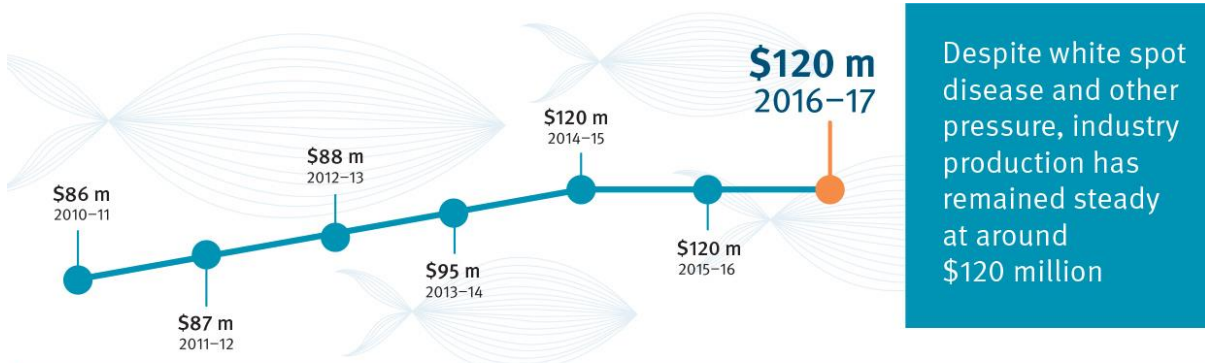 $86 m
2010–11
$87 m
2011–12
$88 m
2012–13
$95 m
2013–14
$120 m
2014–15
$120 m
2015–16
$120 m
2016–17
Despite white spot
disease and other
pressure, industry
production has
remained steady
at around
$120 million